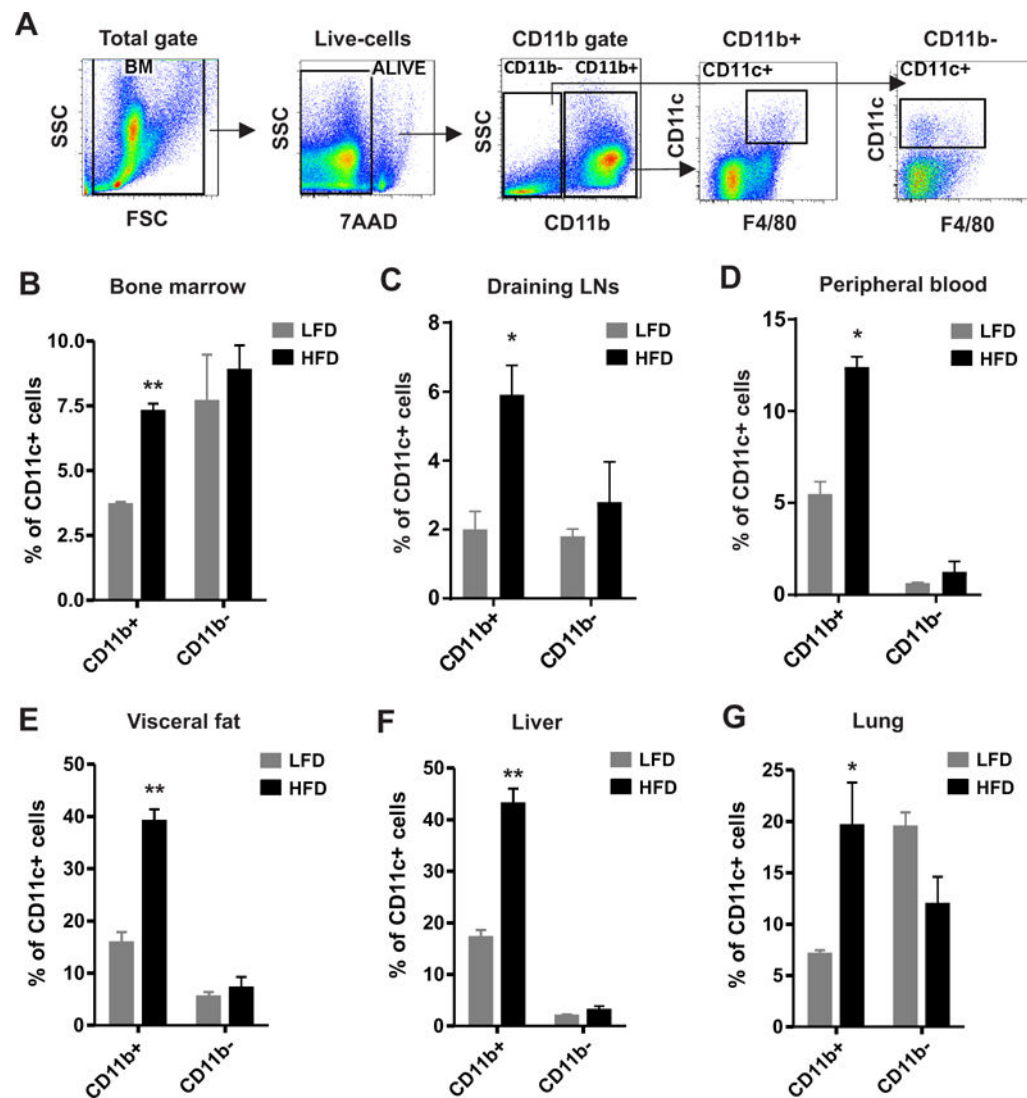 A
Total gate
Live-cells
CD11b gate
CD11b+
CD11b-
BM
ALIVE
CD11b- CD11b+
CD11c+
CD11c+
SSC
SSC
SSC
CD11c
CD11c
FSC
7AAD
CD11b
F4/80
F4/80
B
Bone marrow
LFD
HFD
% of CD11c+ cells
10.0
7.5
5.0
2.5
0.0
**
CD11b+
CD11b-
C
Draining LNs
LFD
HFD
% of CD11c+ cells
8
6
4
2
0
*
CD11b+
CD11b-
D
Peripheral blood
LFD
HFD
% of CD11c+ cells
15
10
5
0
*
CD11b+
CD11b-
E
Visceral fat
LFD
HFD
% of CD11c+ cells
50
40
30
20
10
0
**
CD11b+
CD11b-
F
Liver
LFD
HFD
% of CD11c+ cells
50
40
30
20
10
0
**
CD11b+
CD11b-
G
Lung
LFD
HFD
% of CD11c+ cells
25
20
15
10
5
0
*
CD11b+
CD11b-